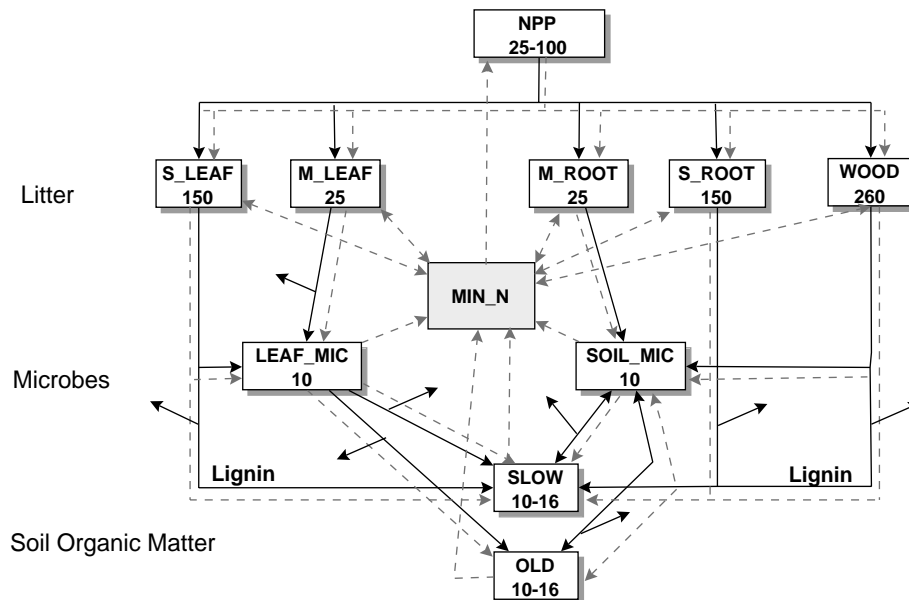 NPP
25-100
Litter
S_LEAF
150
M_LEAF
25
M_ROOT
25
S_ROOT
150
WOOD
260
MIN_N
Microbes
LEAF_MIC
10
SOIL_MIC
10
Lignin
Lignin
SLOW
10-16
Soil Organic Matter
OLD
10-16